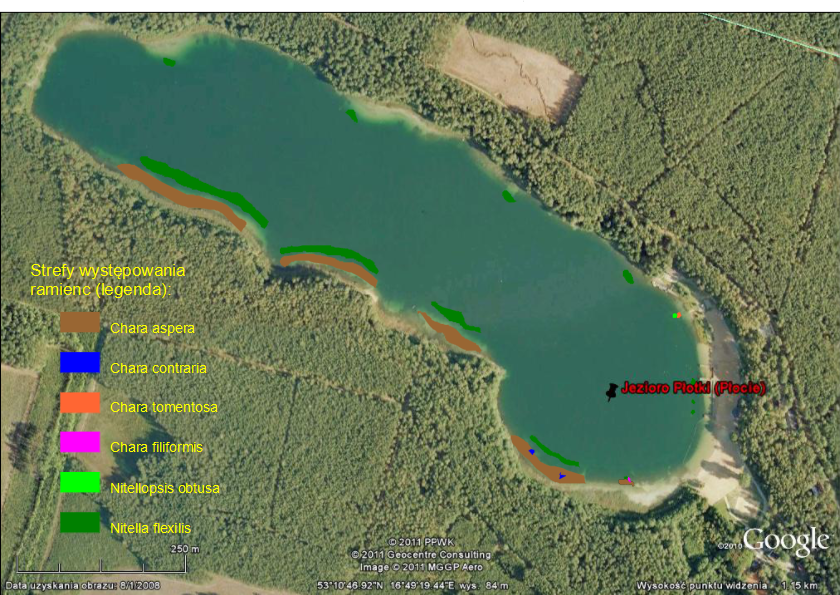 Strefy występowania
ramienc (legenda):
Chara aspera
Chara contraria
Chara tomentosa
Chara filiformis
Nitellopsis obtusa
Nitella flexilis
Jezioro Płotki (Płocie)
250 m
© 2011 PPWK
© 2011 Geocentre Consulting
Image © 2011 MGGP Aero
©2010 Google
Data uzyskania obrazu: 8/1/2008
53°10'46.92"N 16°49'19.44"E wys. 84 m
Wysokość punktu widzenia 1.15 km